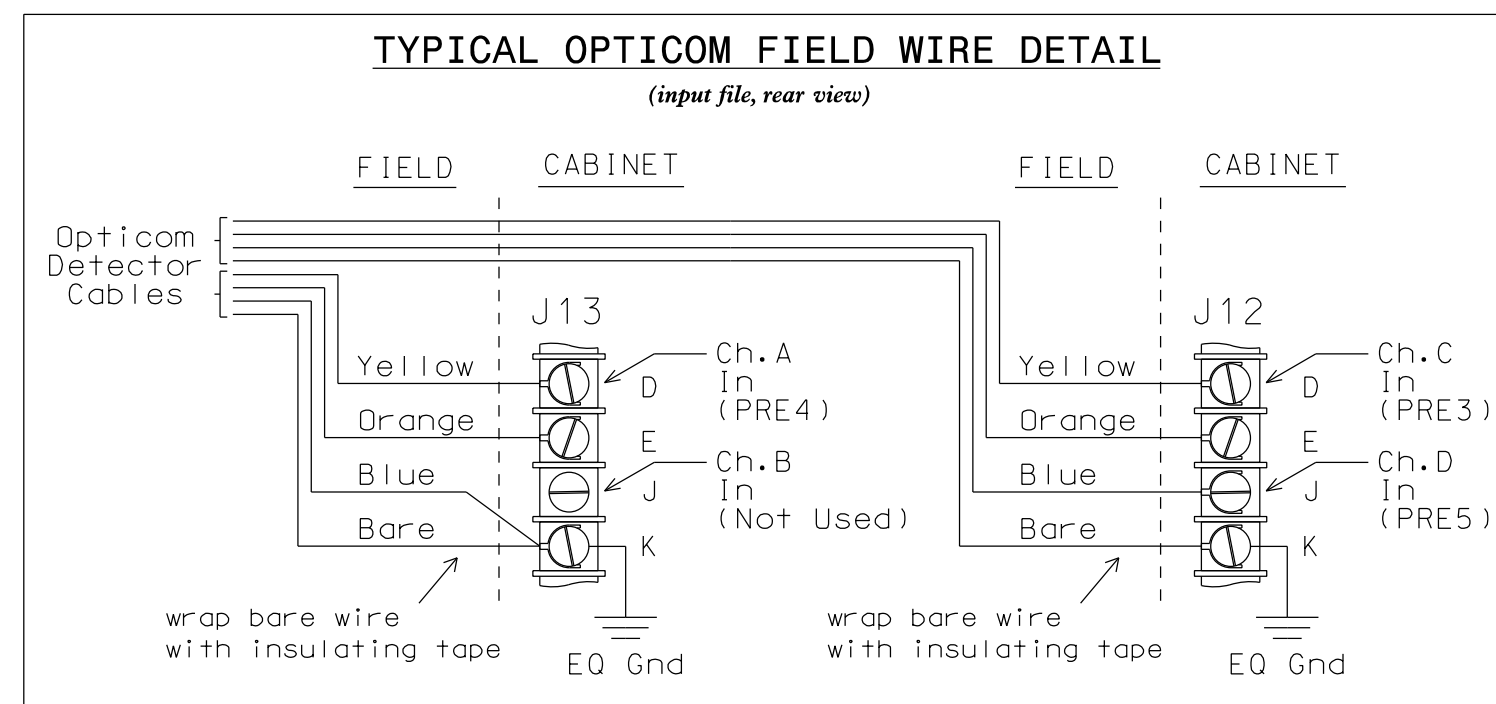 TYPICAL OPTICOM FIELD WIRE DETAIL
(input file, rear view)
FIELD
CABINET
FIELD
CABINET
Opticom
Detector
Cables
J13
Yellow
Orange
Blue
Bare
D
E
J
K
Ch.A
In
(PRE4)
Ch.B
In
(Not Used)
wrap bare wire
with insulating tape
EQ Gnd
J12
Yellow
Orange
Blue
Bare
D
E
J
K
Ch.C
In
(PRE3)
Ch.D
In
(PRE5)
wrap bare wire
with insulating tape
EQ Gnd